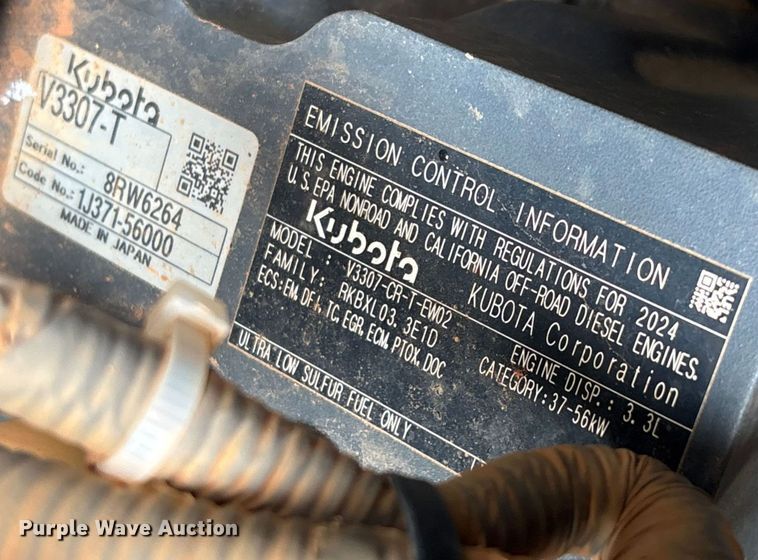 Kubota
V3307-T
Serial No.: 8RW6264
Code No.: 1J371-56000
MADE IN JAPAN
EMISSION CONTROL INFORMATION
THIS ENGINE COMPLIES WITH REGULATIONS FOR 2024
U.S. EPA NONROAD AND CALIFORNIA OFF-ROAD DIESEL ENGINES.
Kubota KUBOTA Corporation
MODEL : V3307-CR-T-EW02
ENGINE DISP.: 3.3L
FAMILY: RKBXL03.3E1D
CATEGORY:37-56kW
ECS:EM, DFI, TC, EGR, ECM, PTOX, DOC
ULTRA LOW SULFUR FUEL ONLY
Purple Wave Auction